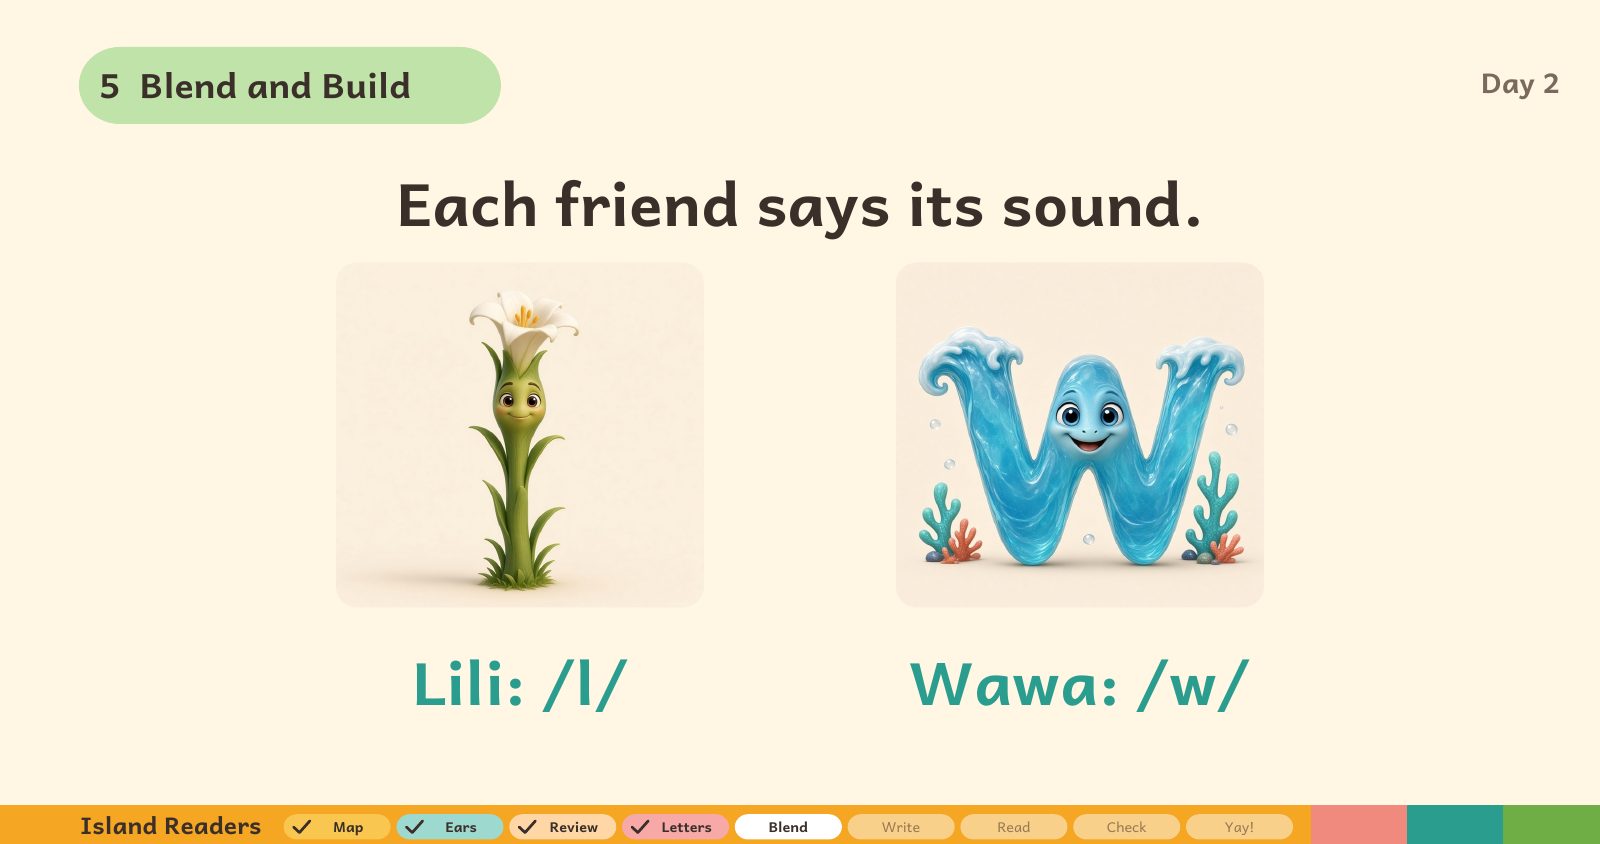 5 Blend and Build
Day 2
Each friend says its sound.
Lili: /l/
Wawa: /w/
Island Readers
Map
Ears
Review
Letters
Blend
Write
Read
Check
Yay!